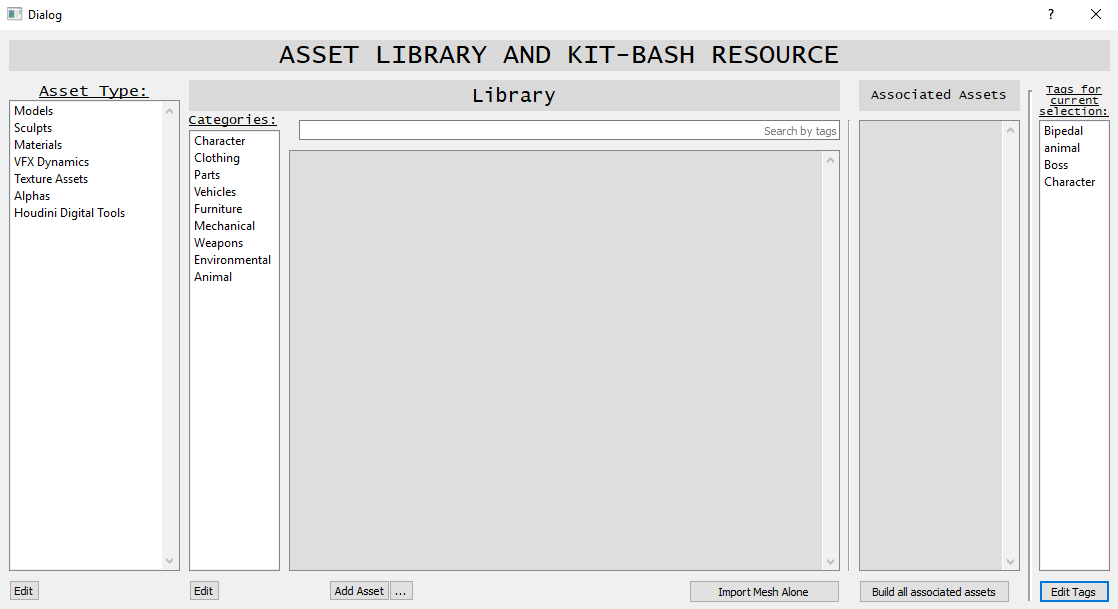 Dialog
?
ASSET LIBRARY AND KIT-BASH RESOURCE
Asset Type:
Models
Sculpts
Materials
VFX Dynamics
Texture Assets
Alphas
Houdini Digital Tools
Edit
Library
Categories:
Character
Clothing
Parts
Vehicles
Furniture
Mechanical
Weapons
Environmental
Animal
Edit
Search by tags
Add Asset
...
Import Mesh Alone
Associated Assets
Build all associated assets
Tags for
current
selection:
Bipedal
animal
Boss
Character
Edit Tags